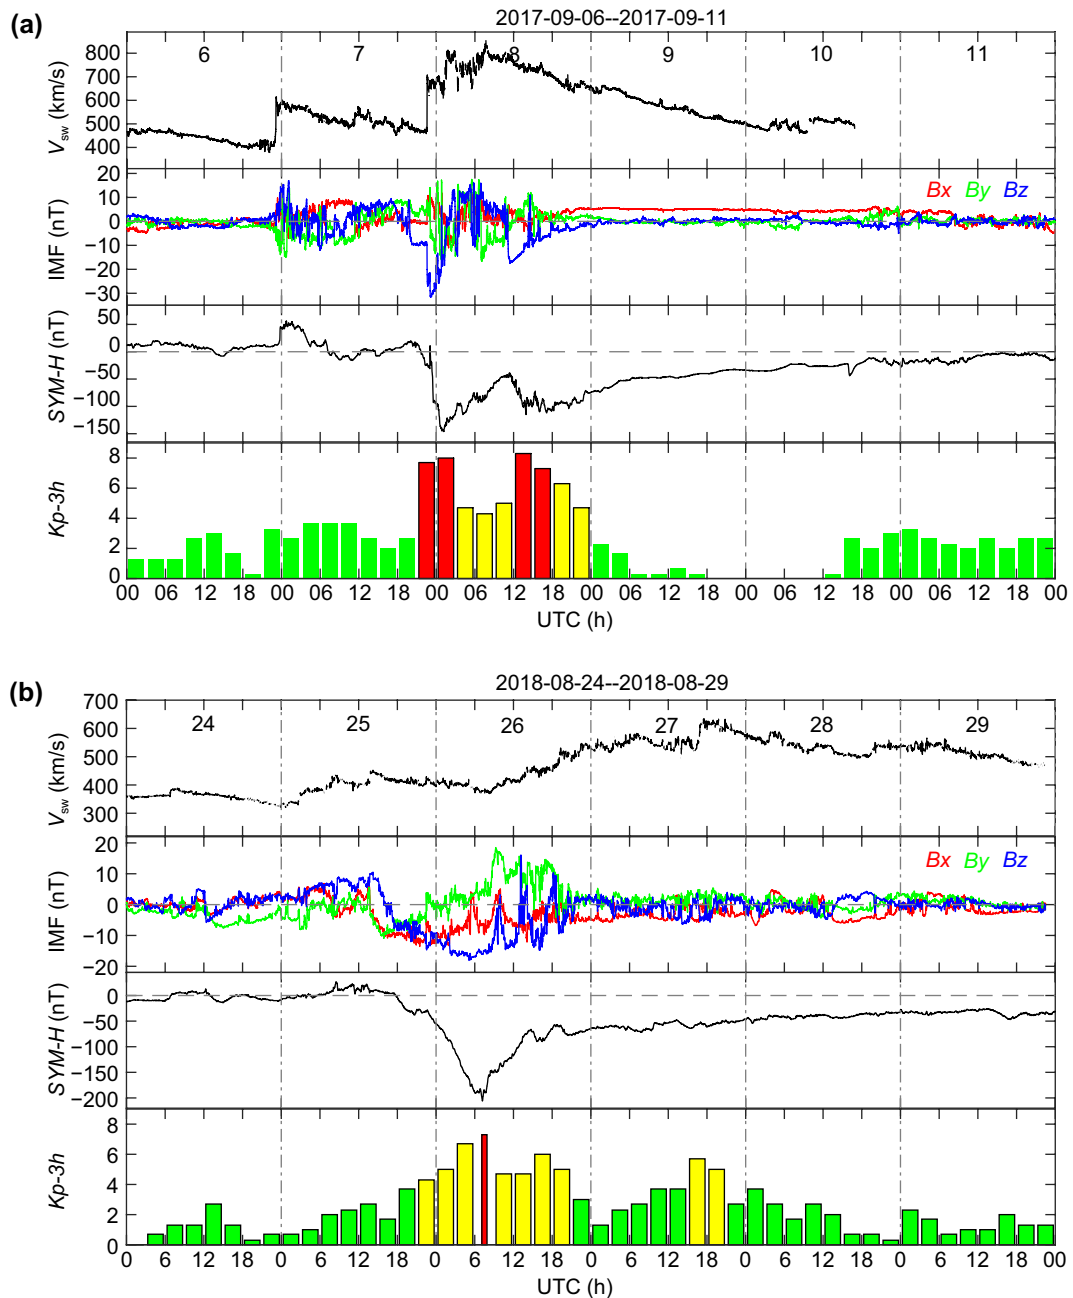 (a)
2017-09-06--2017-09-11
6 7 8 9 10 11
800
700
600
500
400
Vsw (km/s)
20
10
0
−10
−20
−30
IMF (nT)
Bx By Bz
50
0
−50
−100
−150
SYM-H (nT)
8
6
4
2
0
Kp-3h
00 06 12 18 00 06 12 18 00 06 12 18 00 06 12 18 00 06 12 18 00 06 12 18 00
UTC (h)
(b)
2018-08-24--2018-08-29
24 25 26 27 28 29
700
600
500
400
300
Vsw (km/s)
20
10
0
−10
−20
IMF (nT)
Bx By Bz
0
−50
−100
−150
−200
SYM-H (nT)
8
6
4
2
0
Kp-3h
0 6 12 18 0 6 12 18 0 6 12 18 0 6 12 18 0 6 12 18 0 6 12 18 00
UTC (h)